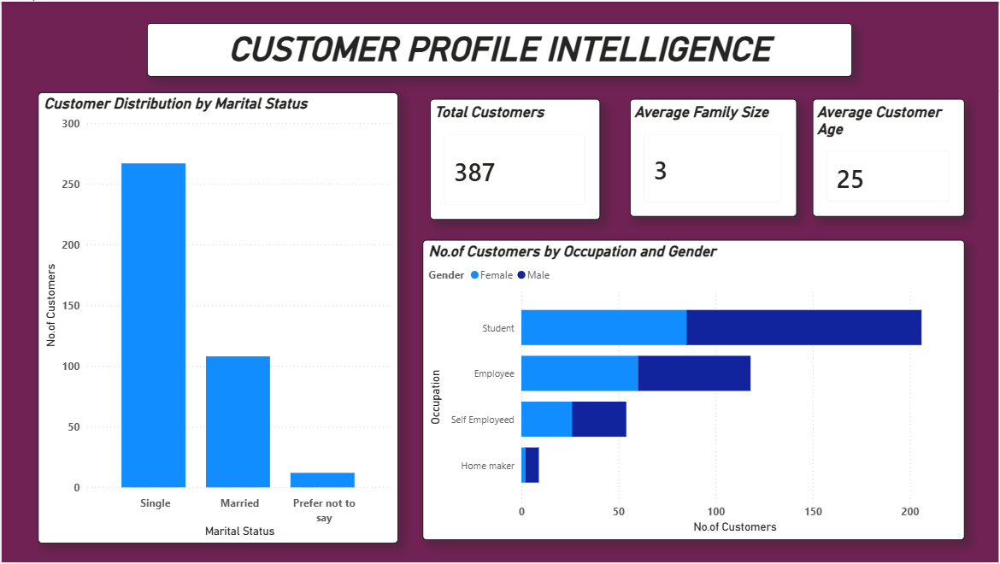 CUSTOMER PROFILE INTELLIGENCE
Customer Distribution by Marital Status
300
250
200
150
100
50
0
No.of Customers
Single
Married
Prefer not to
say
Marital Status
Total Customers
387
Average Family Size
3
Average Customer
Age
25
No.of Customers by Occupation and Gender
Gender Female Male
Occupation
Student
Employee
Self Employeed
Home maker
0 50 100 150 200
No.of Customers